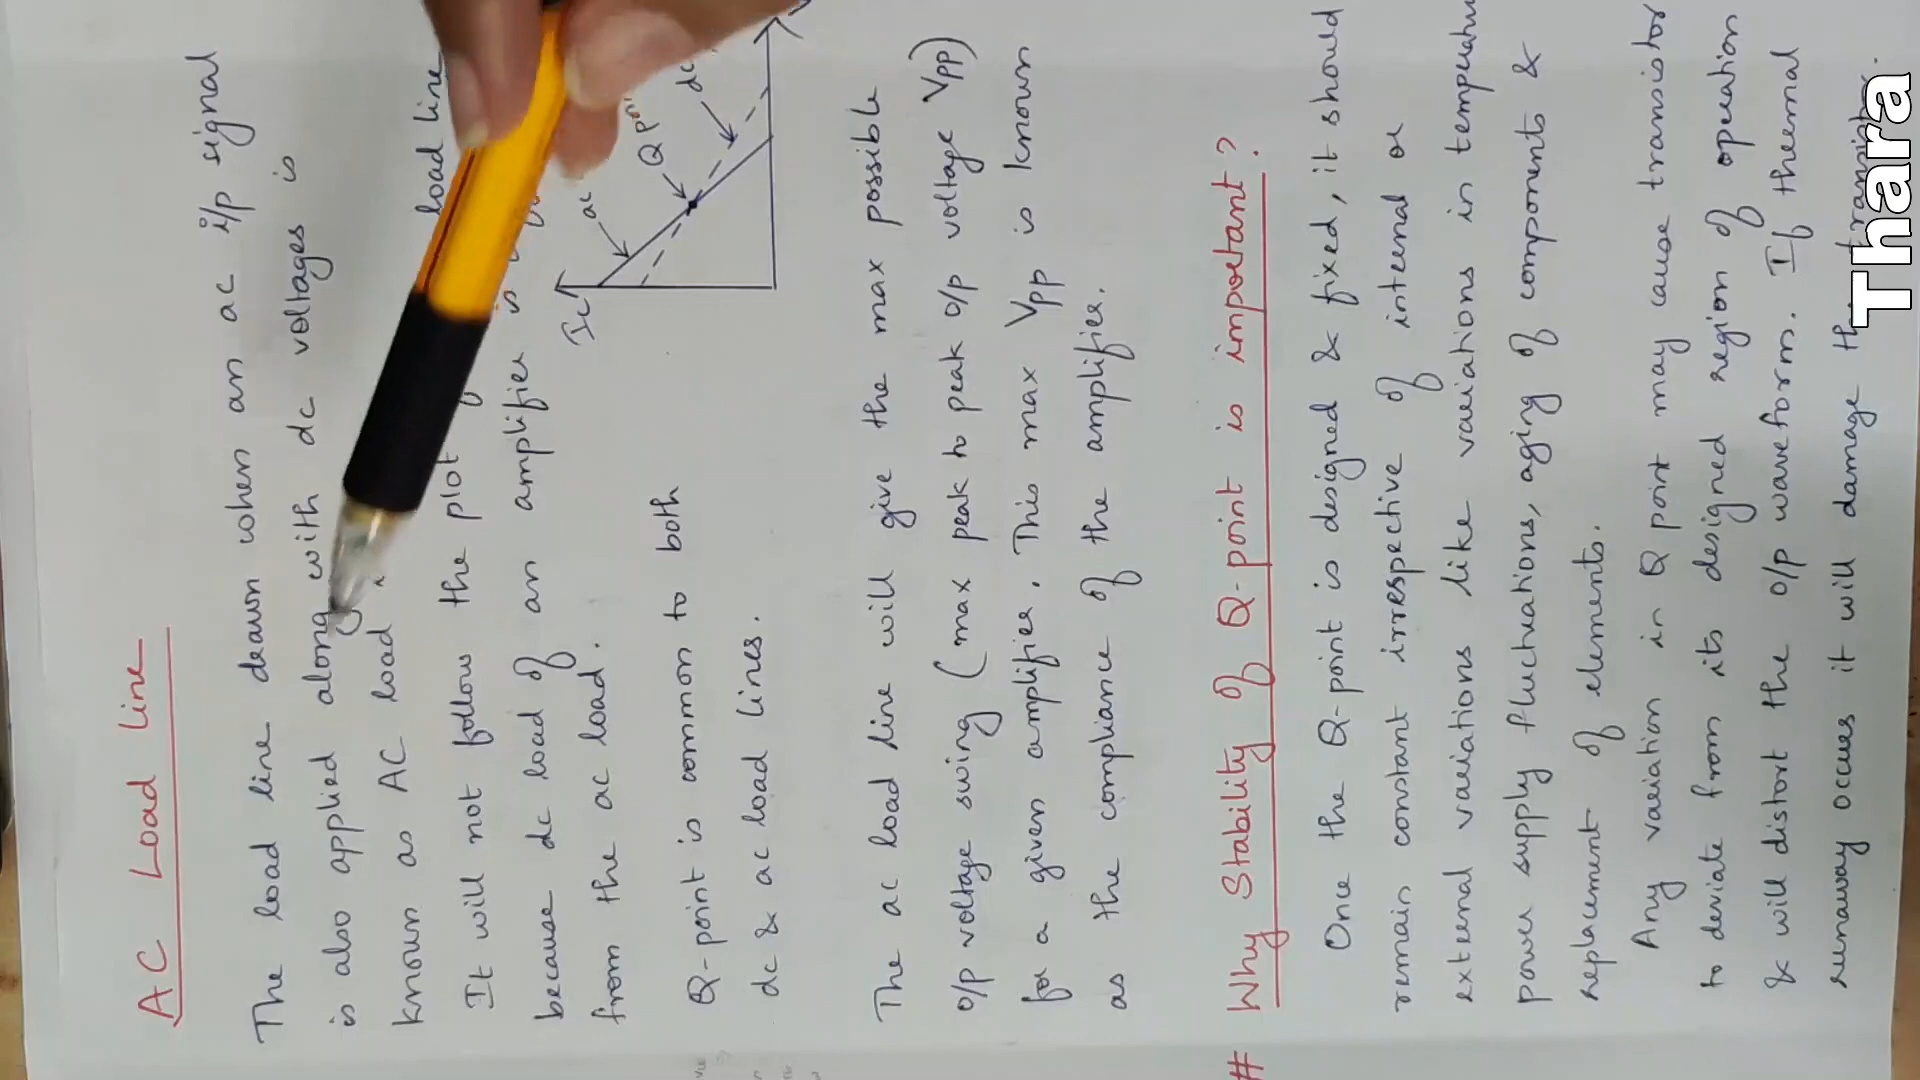 AC Load Line
The load line drawn when an ac i/p signal
is also applied along with dc voltages is
known as AC load
load line
It will not follow the plot
because dc load of an amplifier is
from the ac load.
Q-point is common to both
dc & ac load lines.
Ic
ac
Q
dc
The ac load line will give the max possible
o/p voltage swing (max peak to peak o/p voltage Vpp)
for a given amplifier. This max Vpp is known
as the compliance of the amplifier.
# Why Stability of Q-point is important?
Once the Q-point is designed & fixed, it should
remain constant irrespective of internal or
external variations like variations in
power supply fluctuations, aging of components &
replacement of elements.
Any variation in Q point may cause transistor
to deviate from its designed region of operation
& will distort the o/p waveform. If thermal
runaway occurs it will damage the
Thara